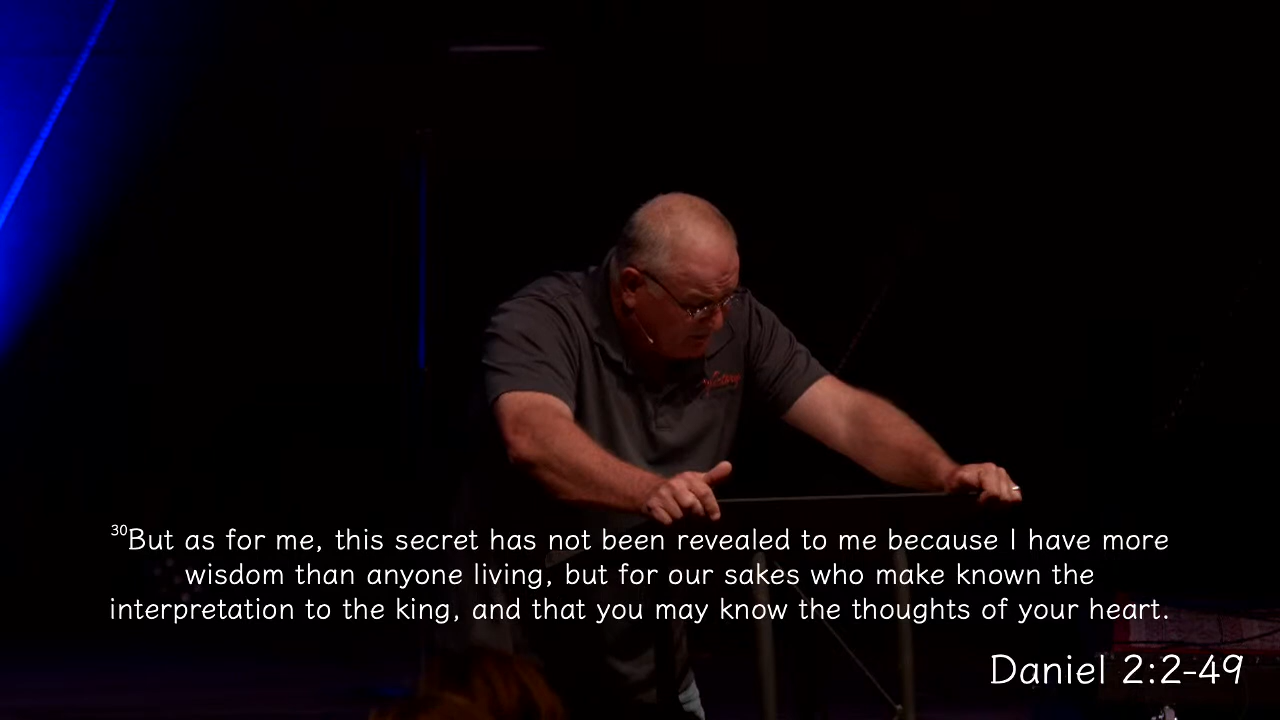 ³⁰But as for me, this secret has not been revealed to me because I have more
wisdom than anyone living, but for our sakes who make known the
interpretation to the king, and that you may know the thoughts of your heart.
Daniel 2:2-49